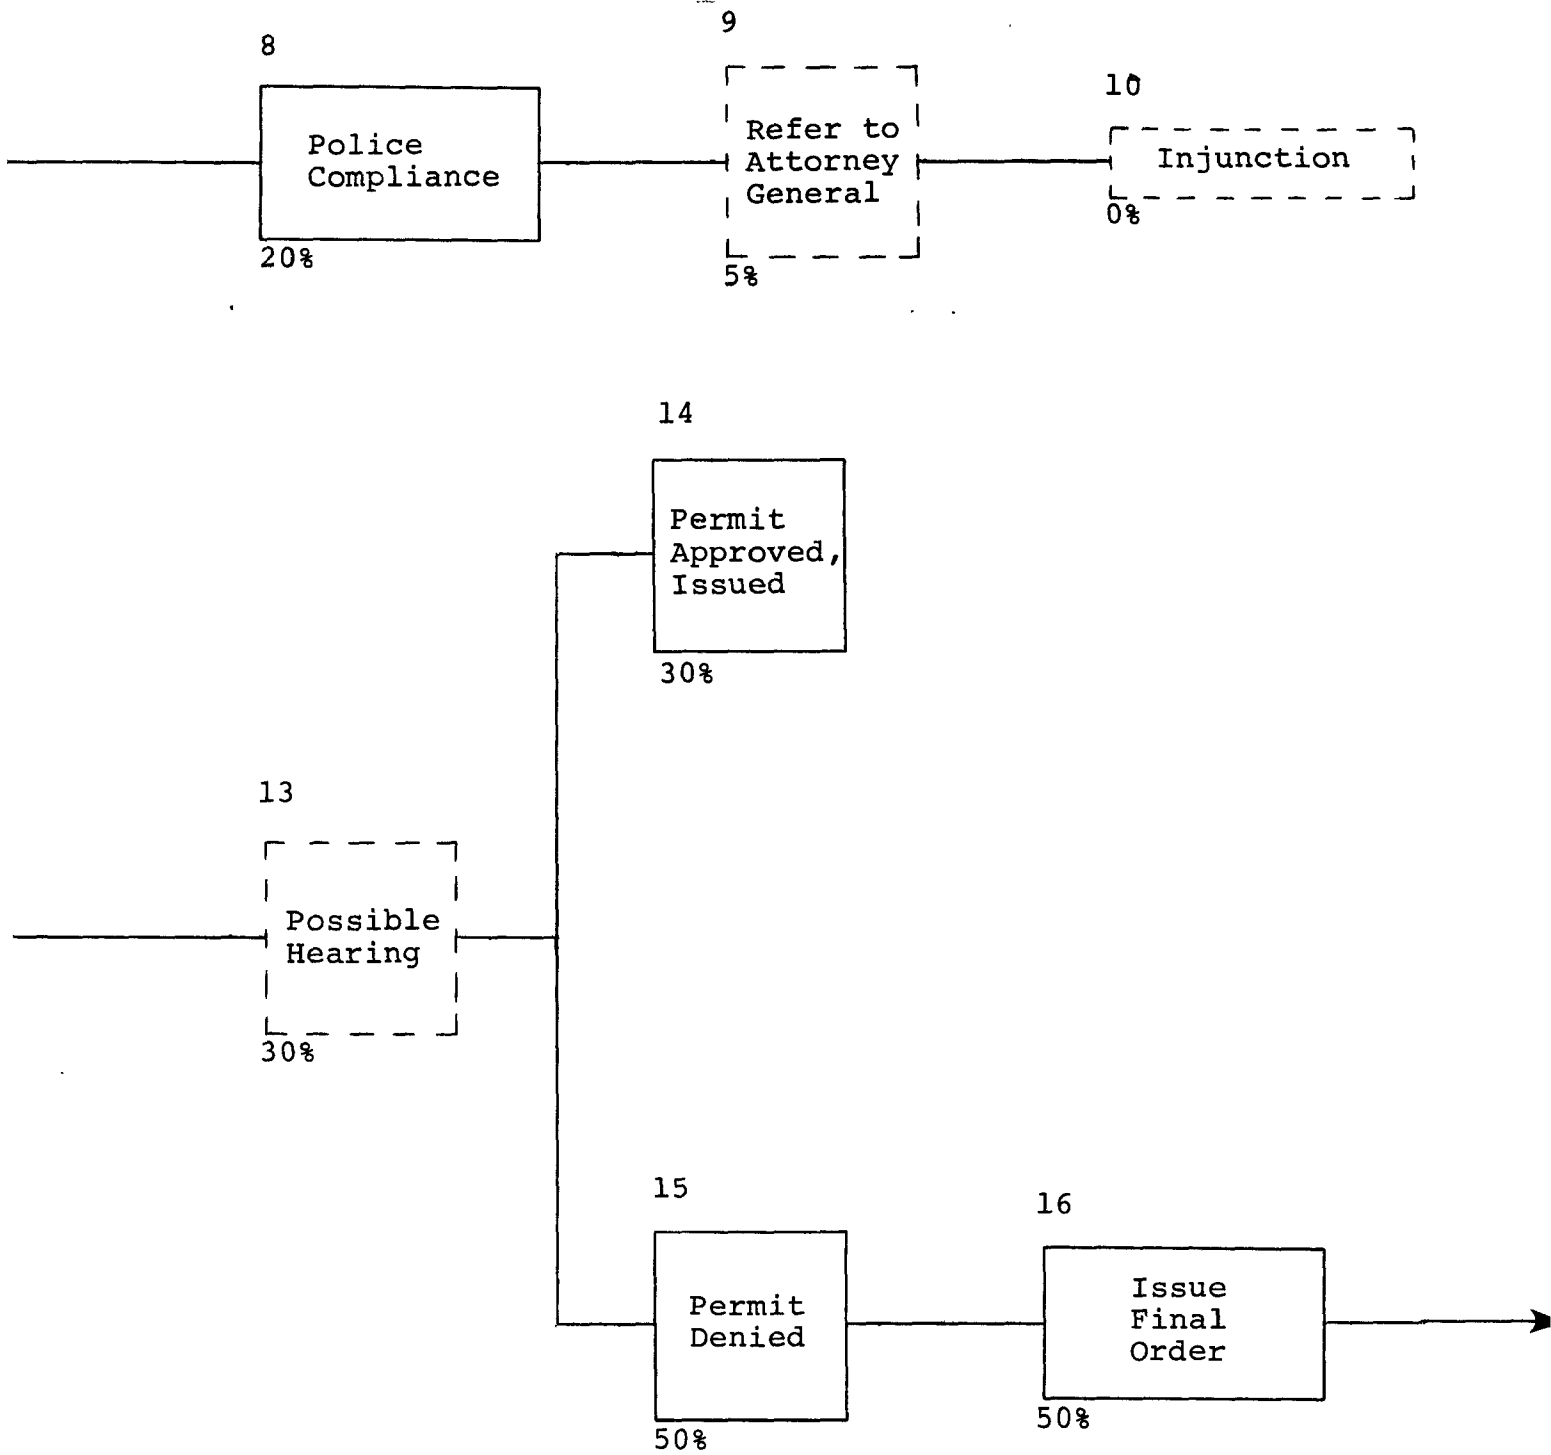 8
Police
Compliance
20%
9
Refer to
Attorney
General
5%
10
Injunction
0%
14
Permit
Approved,
Issued
30%
13
Possible
Hearing
30%
15
Permit
Denied
50%
16
Issue
Final
Order
50%